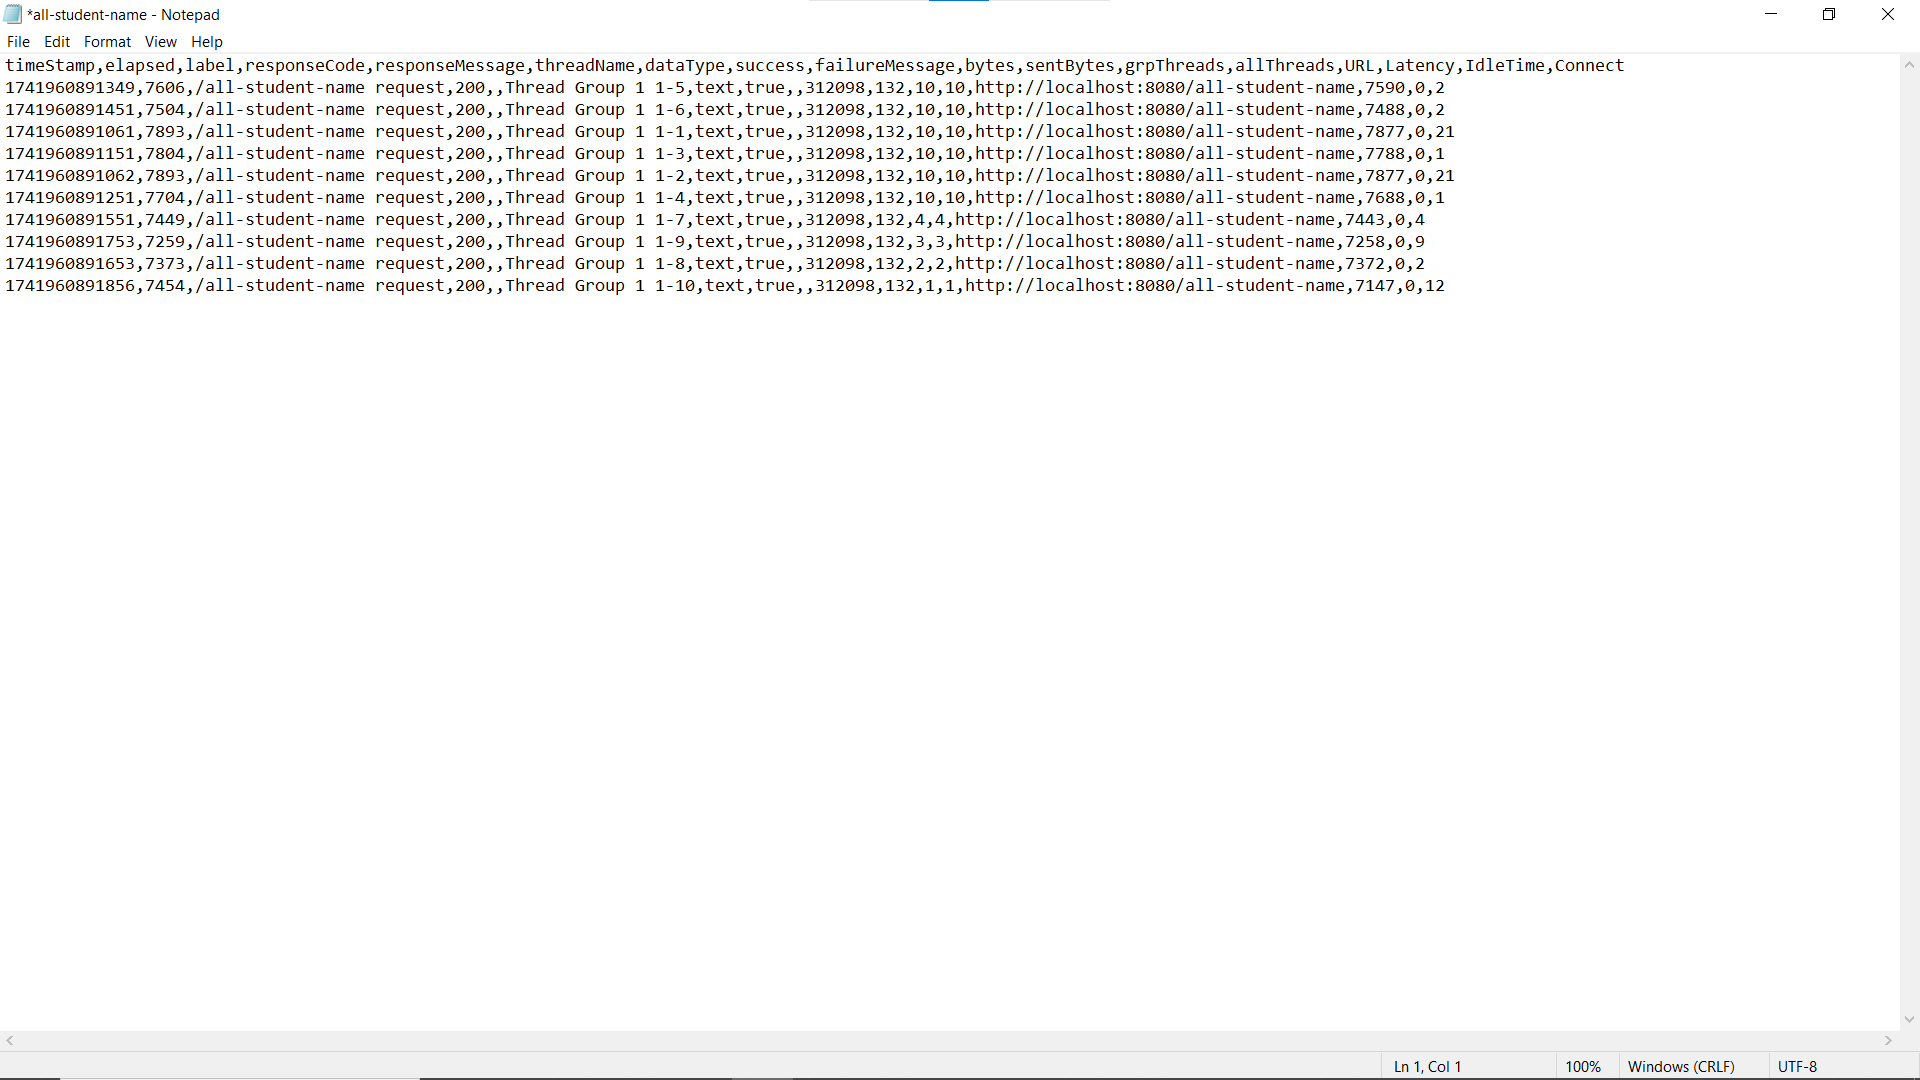 *all-student-name - Notepad
File Edit Format View Help
timeStamp,elapsed,label,responseCode,responseMessage,threadName,dataType,success,failureMessage,bytes,sentBytes,grpThreads,allThreads,URL,Latency,IdleTime,Connect
1741960891349,7606,/all-student-name request,200,,Thread Group 1 1-5,text,true,,312098,132,10,10,http://localhost:8080/all-student-name,7590,0,2
1741960891451,7504,/all-student-name request,200,,Thread Group 1 1-6,text,true,,312098,132,10,10,http://localhost:8080/all-student-name,7488,0,2
1741960891061,7893,/all-student-name request,200,,Thread Group 1 1-1,text,true,,312098,132,10,10,http://localhost:8080/all-student-name,7877,0,21
1741960891151,7804,/all-student-name request,200,,Thread Group 1 1-3,text,true,,312098,132,10,10,http://localhost:8080/all-student-name,7788,0,1
1741960891062,7893,/all-student-name request,200,,Thread Group 1 1-2,text,true,,312098,132,10,10,http://localhost:8080/all-student-name,7877,0,21
1741960891251,7704,/all-student-name request,200,,Thread Group 1 1-4,text,true,,312098,132,10,10,http://localhost:8080/all-student-name,7688,0,1
1741960891551,7449,/all-student-name request,200,,Thread Group 1 1-7,text,true,,312098,132,4,4,http://localhost:8080/all-student-name,7443,0,4
1741960891753,7259,/all-student-name request,200,,Thread Group 1 1-9,text,true,,312098,132,3,3,http://localhost:8080/all-student-name,7258,0,9
1741960891653,7373,/all-student-name request,200,,Thread Group 1 1-8,text,true,,312098,132,2,2,http://localhost:8080/all-student-name,7372,0,2
1741960891856,7454,/all-student-name request,200,,Thread Group 1 1-10,text,true,,312098,132,1,1,http://localhost:8080/all-student-name,7147,0,12
Ln 1, Col 1 100% Windows (CRLF) UTF-8